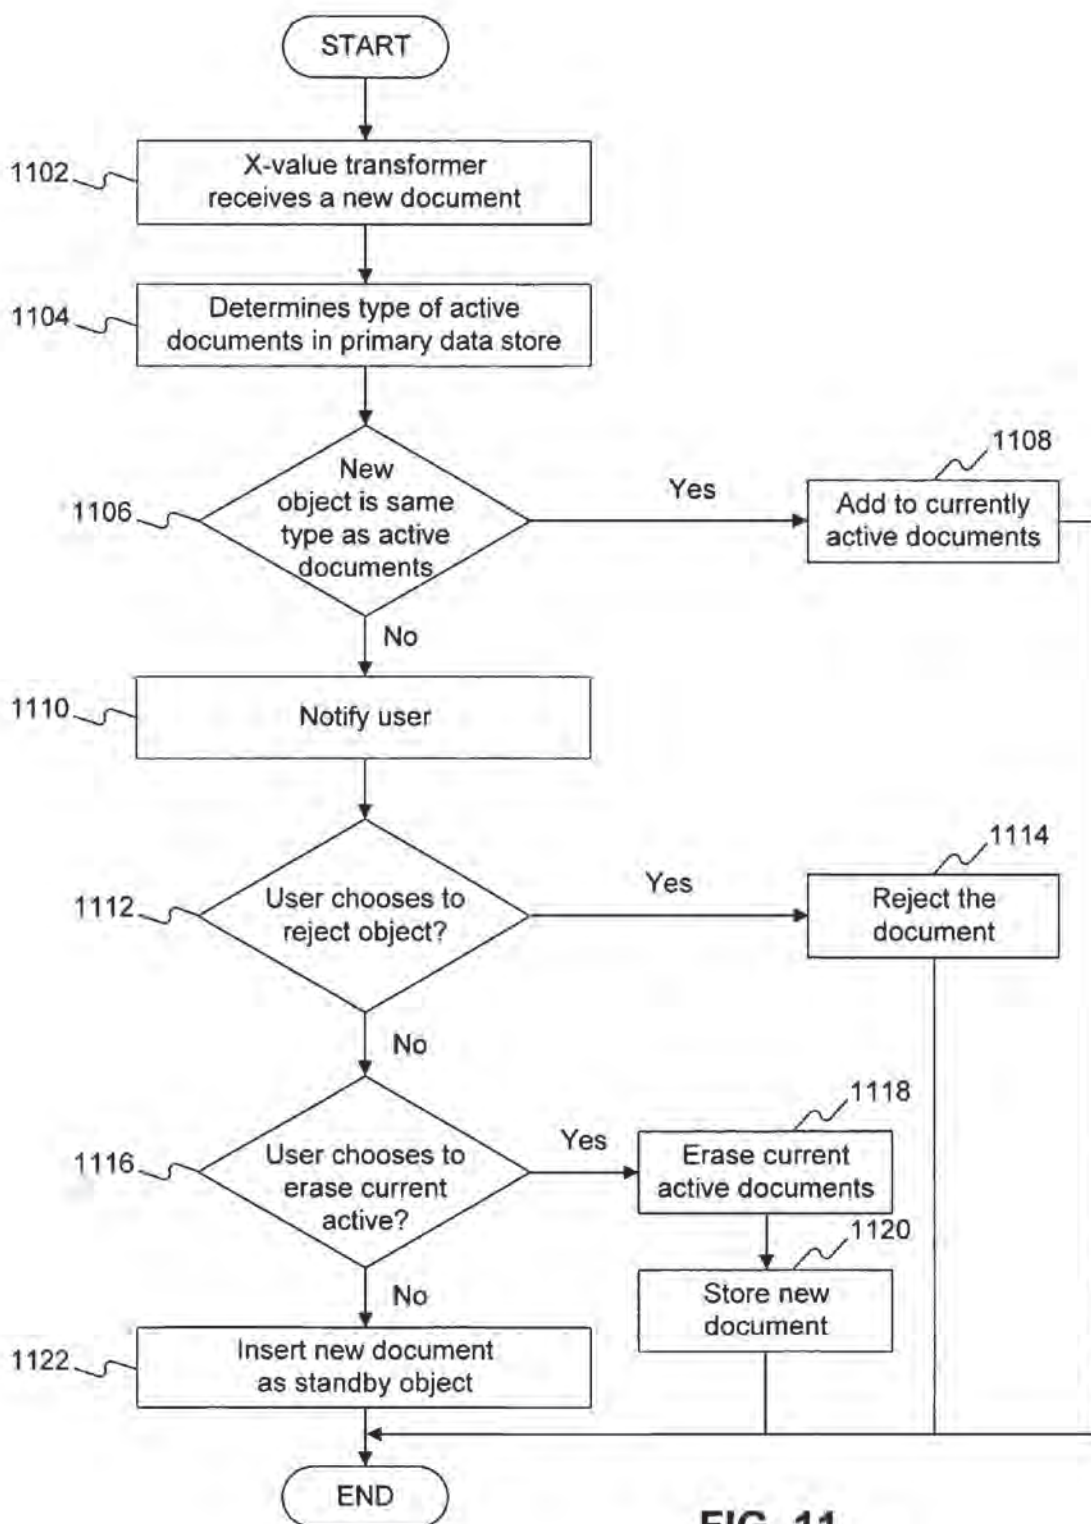 START
1102
X-value transformer
receives a new document
1104
Determines type of active
documents in primary data store
1106
New
object is same
type as active
documents
Yes
1108
Add to currently
active documents
No
1110
Notify user
1112
User chooses to
reject object?
Yes
1114
Reject the
document
No
1116
User chooses to
erase current
active?
Yes
1118
Erase current
active documents
1120
Store new
document
No
1122
Insert new document
as standby object
END
FIG. 11